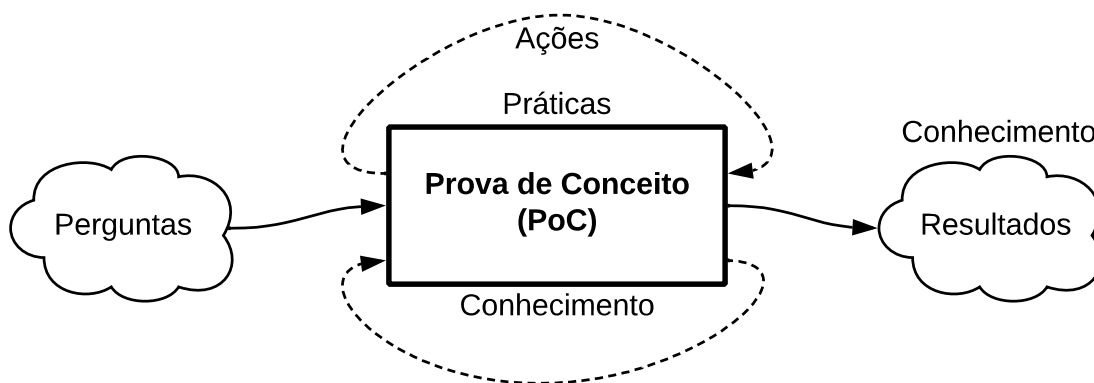 Ações
Práticas
Conhecimento
Perguntas
Prova de Conceito
(PoC)
Resultados
Conhecimento